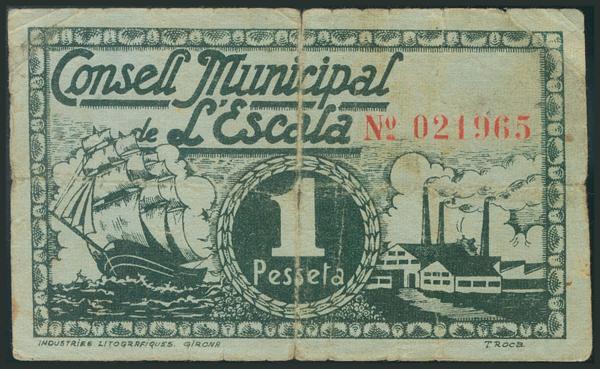 Consell Municipal
de L'Escala Nº 021965
1
Pesseta
INDUSTRIES LITOGRAFIQUES. GIRONA T ROCA